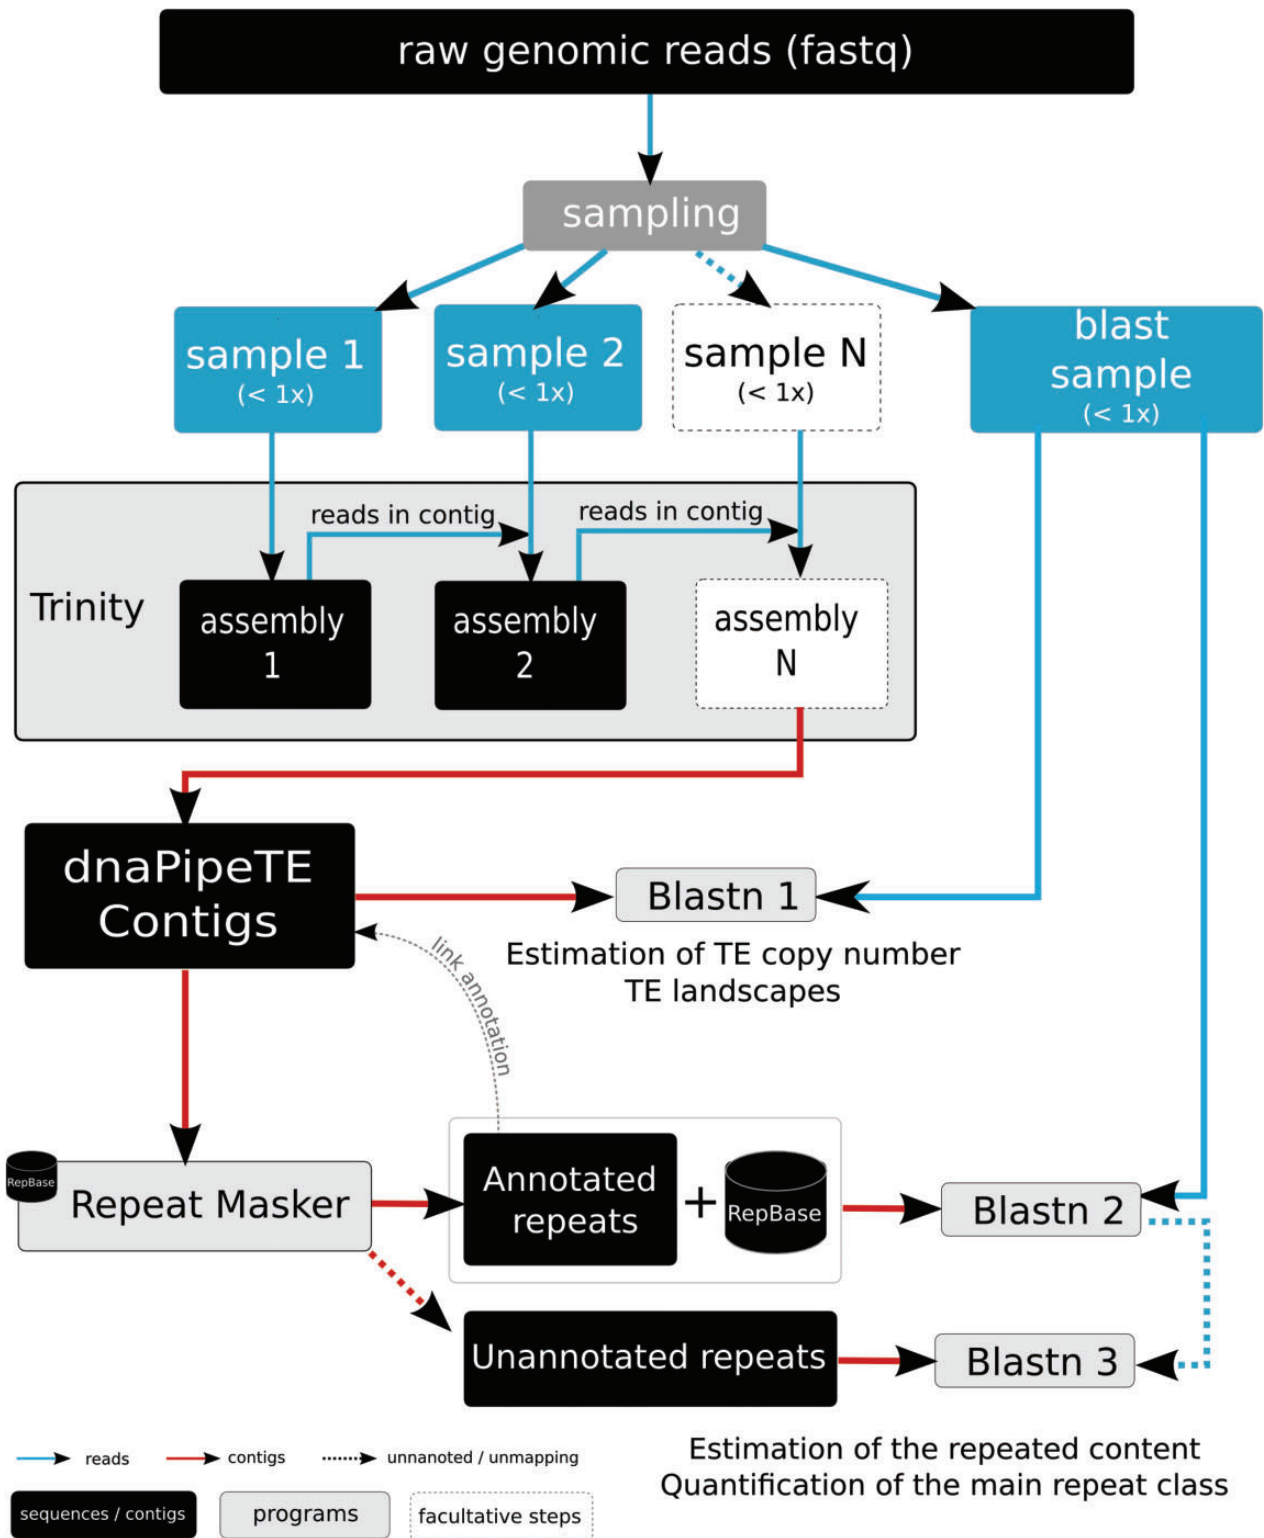 raw genomic reads (fastq)
sampling
sample 1
(< 1x)
sample 2
(< 1x)
sample N
(< 1x)
blast
sample
(< 1x)
reads in contig
reads in contig
Trinity
assembly
1
assembly
2
assembly
N
dnaPipeTE
Contigs
Blastn 1
Estimation of TE copy number
TE landscapes
link annotation
RepBase
Repeat Masker
Annotated
repeats
+
RepBase
Blastn 2
Unannotated repeats
Blastn 3
Estimation of the repeated content
Quantification of the main repeat class
reads
contigs
unnanoted / unmapping
sequences / contigs
programs
facultative steps